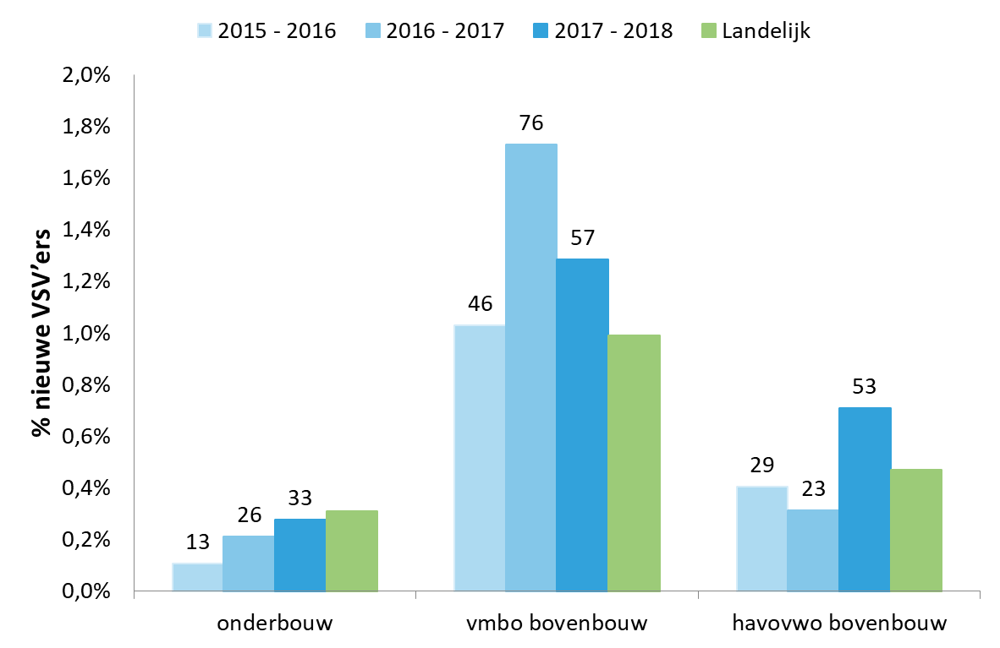 2015 - 2016 2016 - 2017 2017 - 2018 Landelijk
2,0%
1,8%
1,6%
1,4%
1,2%
1,0%
0,8%
0,6%
0,4%
0,2%
0,0%
% nieuwe VSV’ers
13 26 33
46 76 57
29 23 53
onderbouw vmbo bovenbouw havovwo bovenbouw